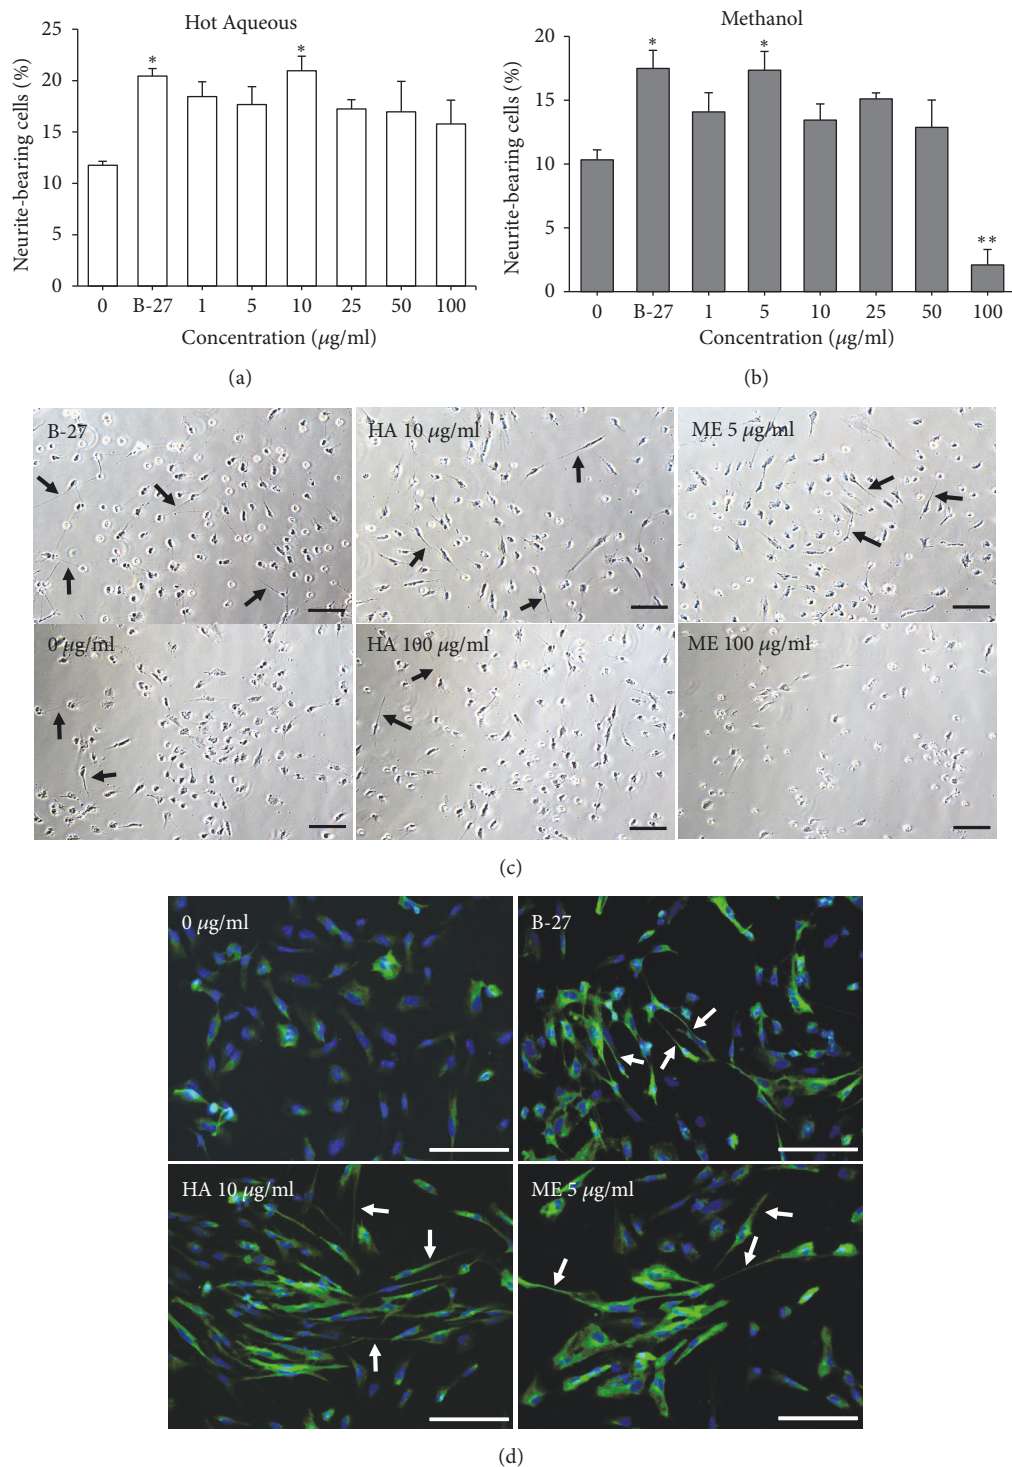 Hot Aqueous
Neurite-bearing cells (%)
25
20
15
10
5
0
*
*
0 B-27 1 5 10 25 50 100
Concentration (μg/ml)
(a)
Methanol
Neurite-bearing cells (%)
20
15
10
5
0
*
*
**
0 B-27 1 5 10 25 50 100
Concentration (μg/ml)
(b)
B-27
HA 10 μg/ml
ME 5 μg/ml
0 μg/ml
HA 100 μg/ml
ME 100 μg/ml
(c)
0 μg/ml
B-27
HA 10 μg/ml
ME 5 μg/ml
(d)